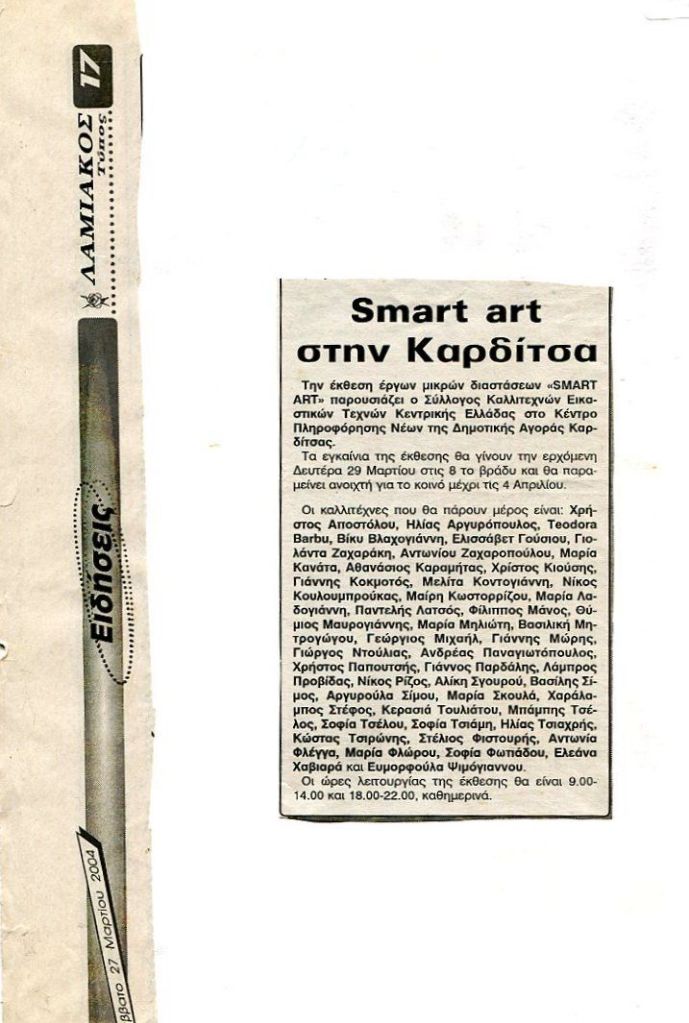 ΛΑΜΙΑΚΟΣ
Τύπος
17
Ειδήσεις
27 Μαρτίου 2004
Smart art
στην Καρδίτσα
Την έκθεση έργων μικρών διαστάσεων «SMART
ART» παρουσιάζει ο Σύλλογος Καλλιτεχνών Εικα-
στικών Τεχνών Κεντρικής Ελλάδας στο Κέντρο
Πληροφόρησης Νέων της Δημοτικής Αγοράς Καρ-
δίτσας.
Τα εγκαίνια της έκθεσης θα γίνουν την ερχόμενη
Δευτέρα 29 Μαρτίου στις 8 το βράδυ και θα παρα-
μείνει ανοιχτή για το κοινό μέχρι τις 4 Απριλίου.
Οι καλλιτέχνες που θα πάρουν μέρος είναι: Χρή-
στος Αποστόλου, Ηλίας Αργυρόπουλος, Teodora
Barbu, Βίκυ Βλαχογιάννη, Ελισσάβετ Γούσιου, Γιο-
λάντα Ζαχαράκη, Αντωνίου Ζαχαροπούλου, Μαρία
Κανάτα, Αθανάσιος Καραμήτας, Χρίστος Κιούσης,
Γιάννης Κοκμοτός, Μελίτα Κοντογιάννη, Νίκος
Κουλουμπρούκας, Μαίρη Κωστορρίζου, Μαρία Λα-
δογιάννη, Παντελής Λατσός, Φίλιππος Μάνος, Θύ-
μιος Μαυρογιάννης, Μαρία Μηλιώτη, Βασιλική Μη-
τρογώγου, Γεώργιος Μιχαήλ, Γιάννης Μώρης,
Γιώργος Ντούλιας, Ανδρέας Παναγιωτόπουλος,
Χρήστος Παπουτσής, Γιάννος Παρδάλης, Λάμπρος
Προβίδας, Νίκος Ρίζος, Αλίκη Σγουρού, Βασίλης Σί-
μος, Αργυρούλα Σίμου, Μαρία Σκουλά, Χαράλα-
μπος Στέφος, Κερασιά Τουλιάτου, Μπάμπης Τσέ-
λος, Σοφία Τσέλου, Σοφία Τσιάμη, Ηλίας Τσιαχρής,
Κώστας Τσιρώνης, Στέλιος Φιστουρής, Αντωνία
Φλέγγα, Μαρία Φλώρου, Σοφία Φωτιάδου, Ελεάνα
Χαβιαρά και Ευμορφούλα Ψιμόγιαννου.
Οι ώρες λειτουργίας της έκθεσης θα είναι 9.00-
14.00 και 18.00-22.00, καθημερινά.